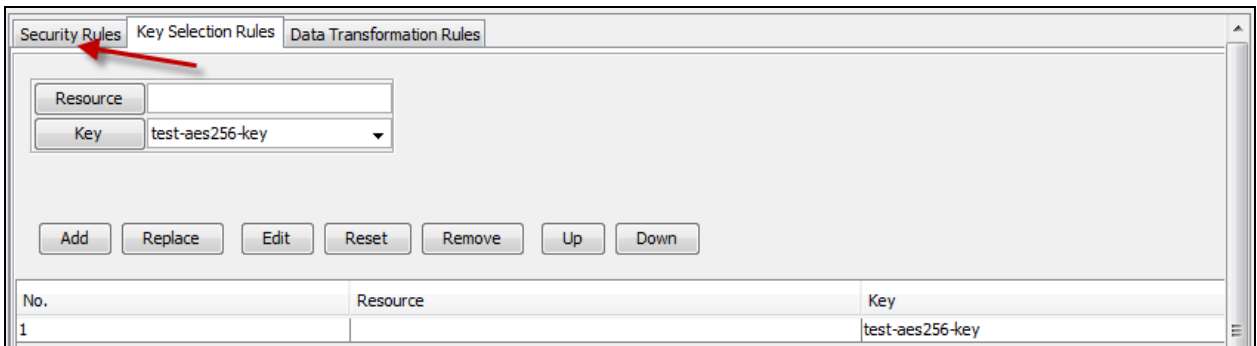 Security Rules Key Selection Rules Data Transformation Rules
Resource
Key test-aes256-key
Add Replace Edit Reset Remove Up Down
No. Resource Key
1 test-aes256-key